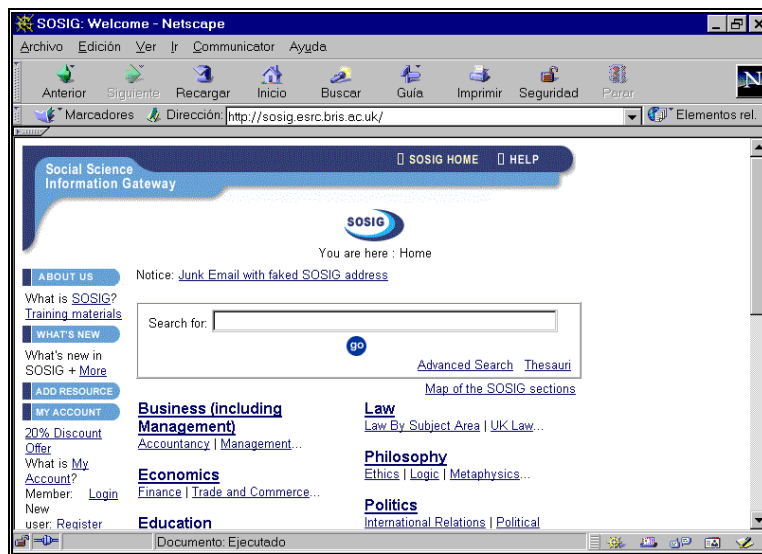 SOSIG: Welcome - Netscape
Archivo Edición Ver Ir Communicator Ayuda
Anterior Siguiente Recargar Inicio Buscar Guía Imprimir Seguridad Parar
N
Marcadores Dirección: http://sosig.esrc.bris.ac.uk/ Elementos rel.
SOSIG HOME HELP
Social Science
Information Gateway
SOSIG
You are here : Home
Notice: Junk Email with faked SOSIG address
ABOUT US
What is SOSIG?
Training materials
WHAT'S NEW
What's new in
SOSIG + More
ADD RESOURCE
MY ACCOUNT
20% Discount
Offer
What is My
Account?
Member: Login
New
user: Register
Search for:
go
Advanced Search Thesauri
Map of the SOSIG sections
Business (including
Management)
Accountancy | Management...
Economics
Finance | Trade and Commerce...
Education
Law
Law By Subject Area | UK Law...
Philosophy
Ethics | Logic | Metaphysics...
Politics
International Relations | Political
Documento: Ejecutado